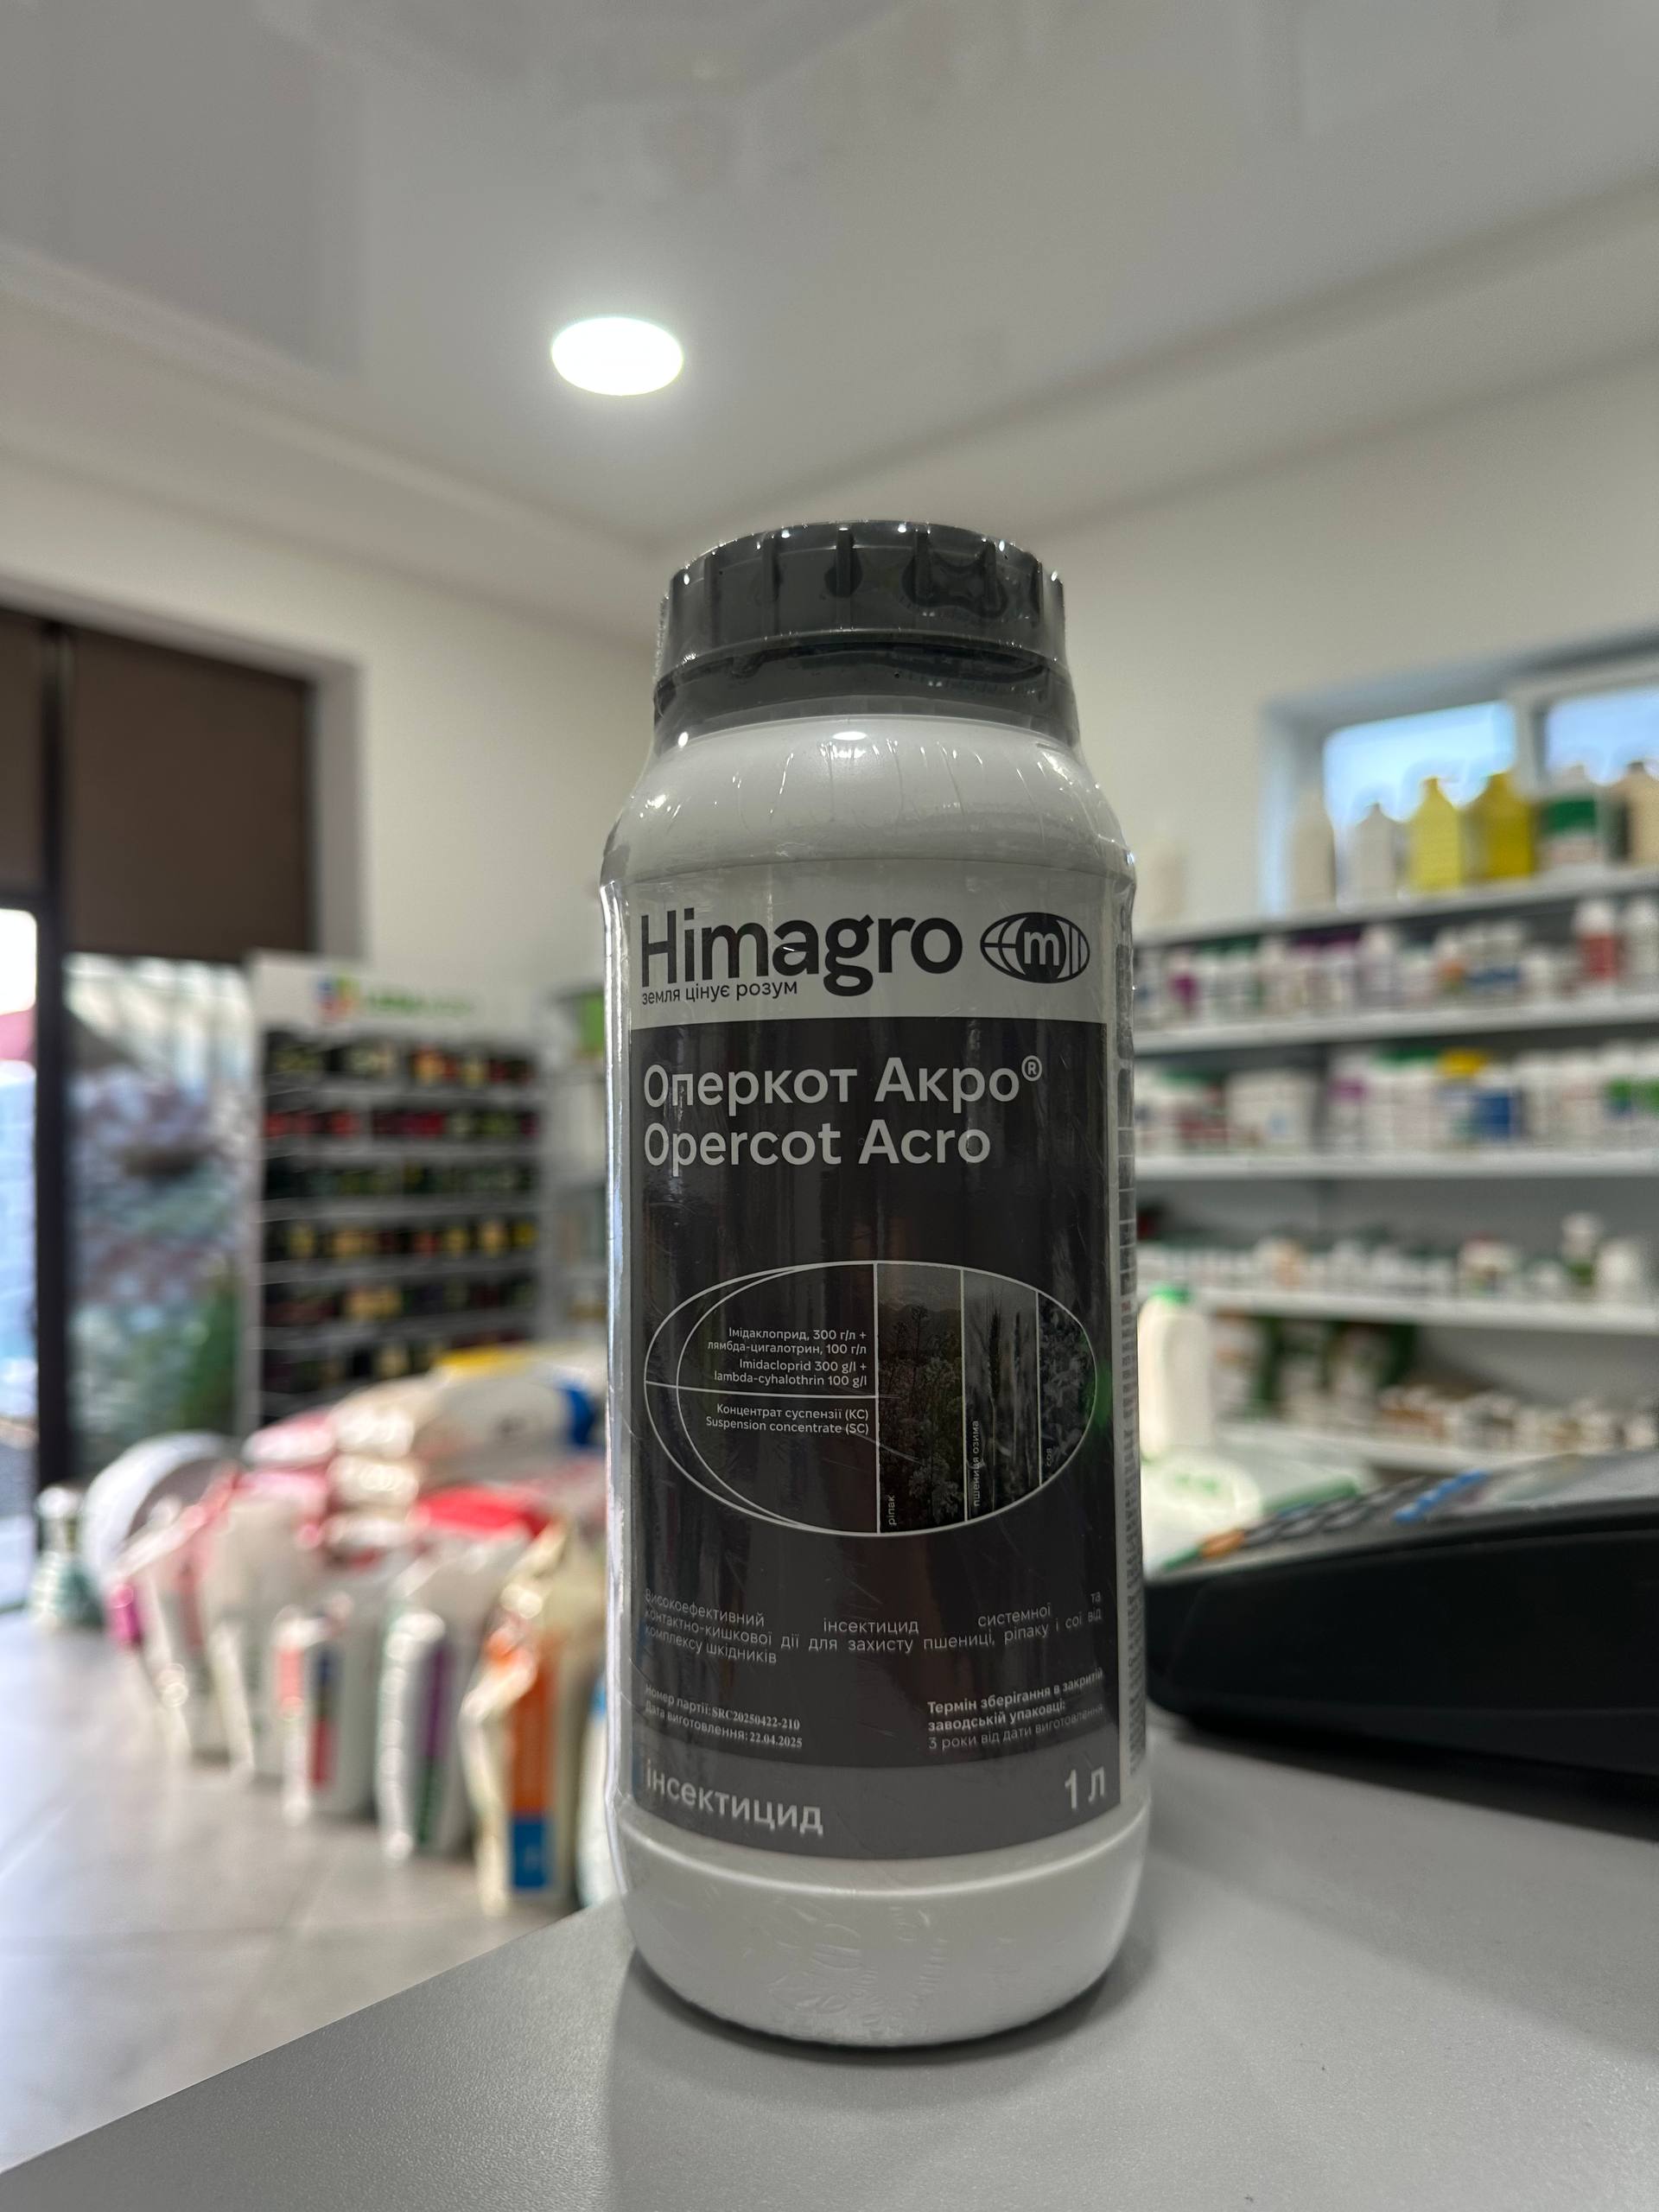 Himagro
m
земля цінує розум
Оперкот Акро®
Opercot Acro
Імідаклоприд, 300 г/л +
лямбда-цигалотрин, 100 г/л
Imidacloprid 300 g/l +
lambda-cyhalothrin 100 g/l
Концентрат суспензії (КС)
Suspension concentrate (SC)
ріпак
пшениця озима
соя
Високоефективний інсектицид системної та
контактно-кишкової дії для захисту пшениці, ріпаку і сої від
комплексу шкідників
Номер партії: SRC20250422-210
Дата виготовлення: 22.04.2025
Термін зберігання в закритій
заводській упаковці:
3 роки від дати виготовлення
інсектицид
1 л